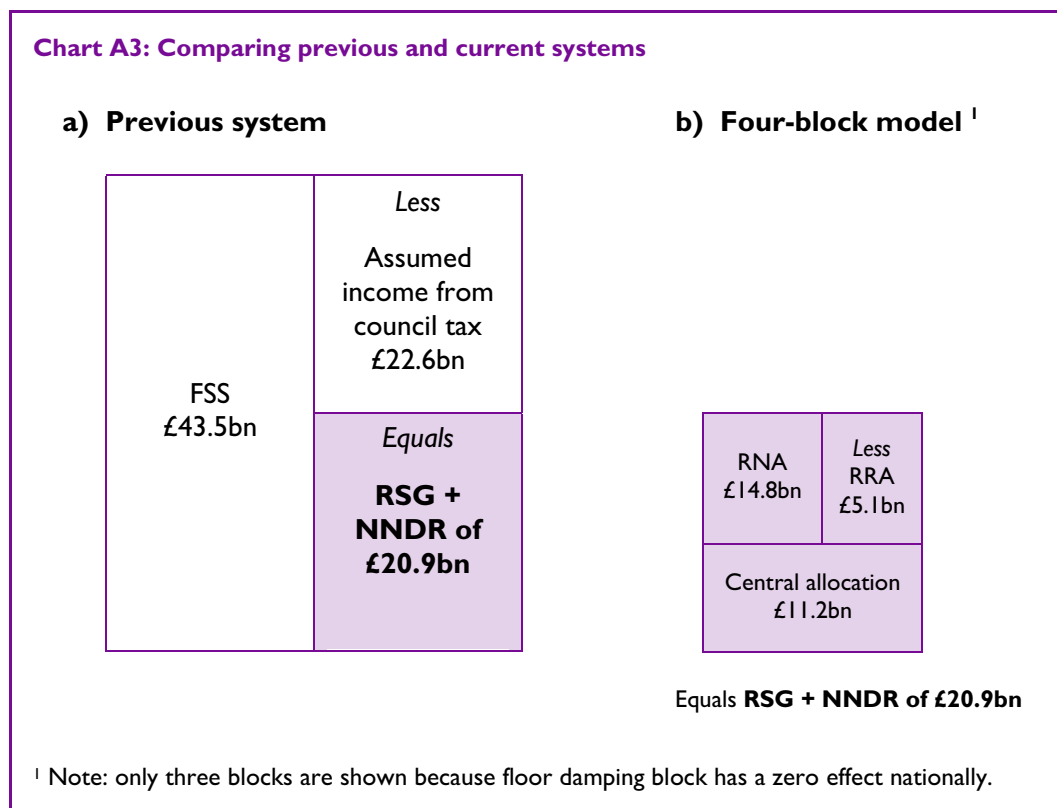 Chart A3: Comparing previous and current systems
a) Previous system
FSS
£43.5bn
Less
Assumed
income from
council tax
£22.6bn
Equals
RSG +
NNDR of
£20.9bn
b) Four-block model ¹
RNA
£14.8bn
Less
RRA
£5.1bn
Central allocation
£11.2bn
Equals RSG + NNDR of £20.9bn
¹ Note: only three blocks are shown because floor damping block has a zero effect nationally.